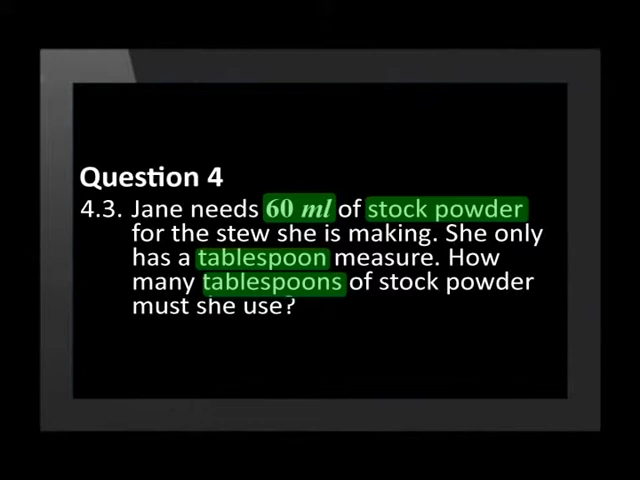 Question 4
4.3. Jane needs 60 ml of stock powder
for the stew she is making. She only
has a tablespoon measure. How
many tablespoons of stock powder
must she use?